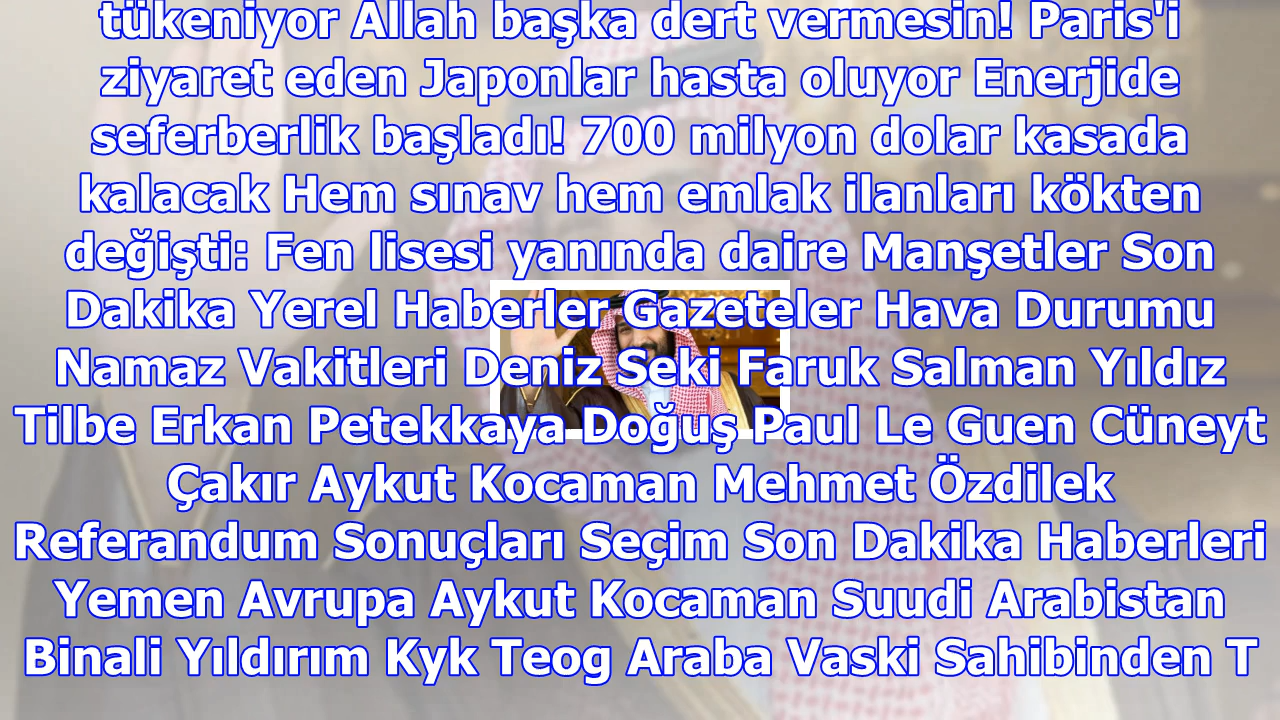 tükeniyor Allah başka dert vermesin! Paris'i
ziyaret eden Japonlar hasta oluyor Enerjide
seferberlik başladı! 700 milyon dolar kasada
kalacak Hem sınav hem emlak ilanları kökten
değişti: Fen lisesi yanında daire Manşetler Son
Dakika Yerel Haberler Gazeteler Hava Durumu
Namaz Vakitleri Deniz Seki Faruk Salman Yıldız
Tilbe Erkan Petekkaya Doğuş Paul Le Guen Cüneyt
Çakır Aykut Kocaman Mehmet Özdilek
Referandum Sonuçları Seçim Son Dakika Haberleri
Yemen Avrupa Aykut Kocaman Suudi Arabistan
Binali Yıldırım Kyk Teog Araba Vaski Sahibinden T